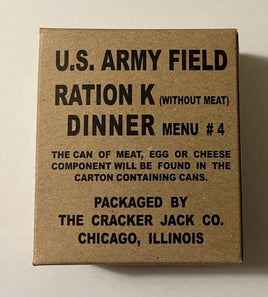 U.S. ARMY FIELD
RATION K (WITHOUT MEAT)
DINNER MENU # 4
THE CAN OF MEAT, EGG OR CHEESE
COMPONENT WILL BE FOUND IN THE
CARTON CONTAINING CANS.
PACKAGED BY
THE CRACKER JACK CO.
CHICAGO, ILLINOIS